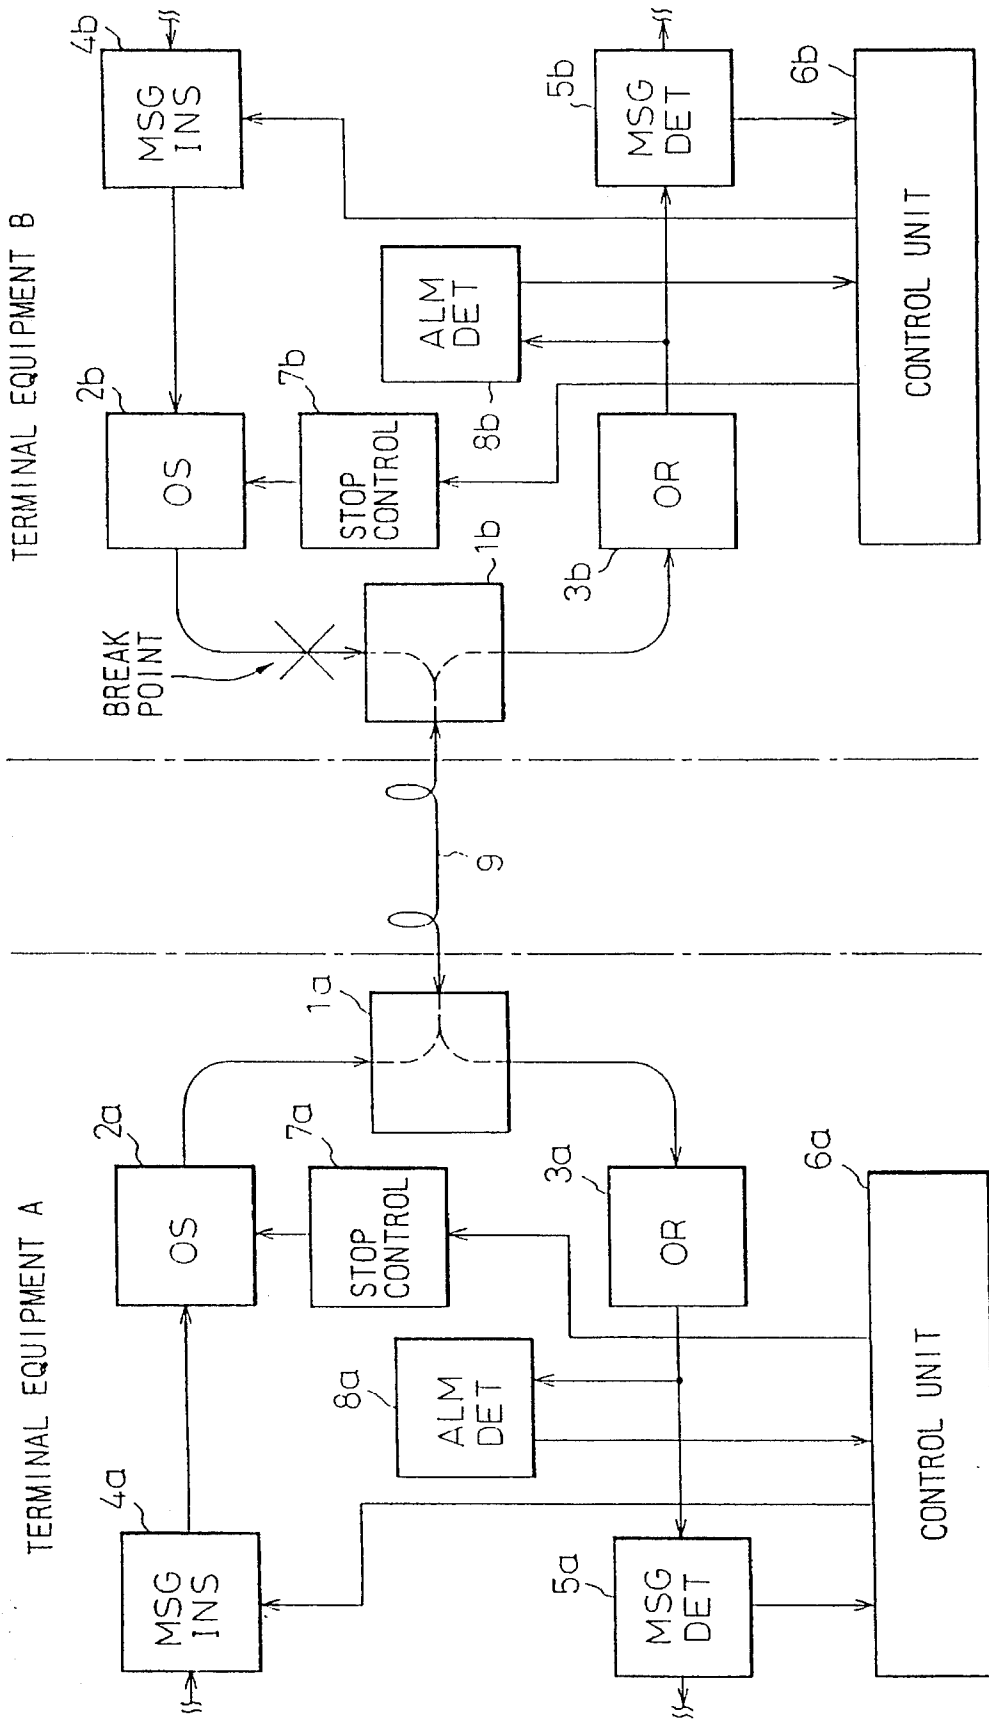 TERMINAL EQUIPMENT A
TERMINAL EQUIPMENT B
4a
MSG
INS
2a
OS
1a
7a
STOP
CONTROL
8a
ALM
DET
3a
OR
5a
MSG
DET
6a
CONTROL UNIT
9
BREAK
POINT
2b
OS
4b
MSG
INS
7b
STOP
CONTROL
1b
8b
ALM
DET
3b
OR
5b
MSG
DET
6b
CONTROL UNIT